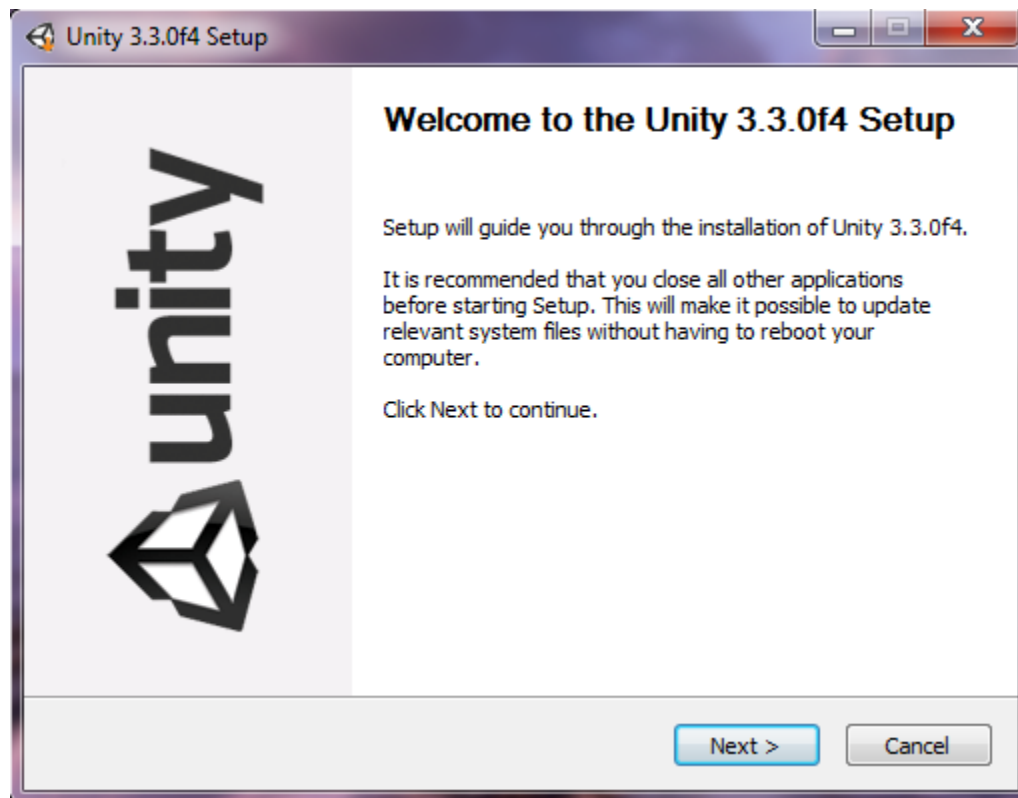 Unity 3.3.0f4 Setup
unity
Welcome to the Unity 3.3.0f4 Setup
Setup will guide you through the installation of Unity 3.3.0f4.
It is recommended that you close all other applications
before starting Setup. This will make it possible to update
relevant system files without having to reboot your
computer.
Click Next to continue.
Next >
Cancel